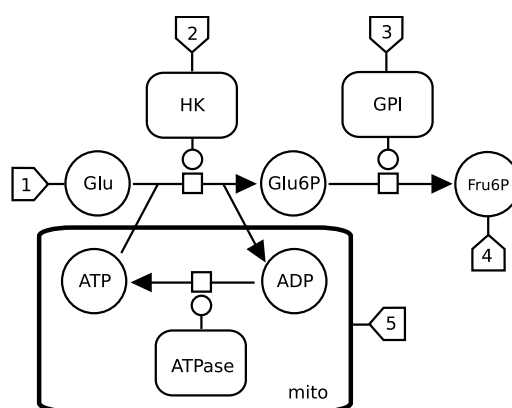 2
3
HK
GPI
1
Glu
Glu6P
Fru6P
4
ATP
ADP
5
ATPase
mito